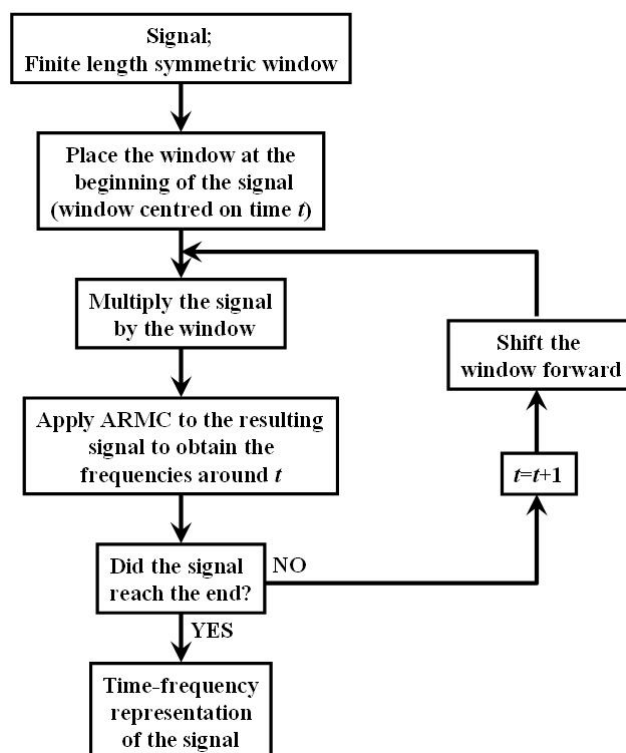 Signal;
Finite length symmetric window
Place the window at the
beginning of the signal
(window centred on time t)
Multiply the signal
by the window
Shift the
window forward
Apply ARMC to the resulting
signal to obtain the
frequencies around t
t=t+1
Did the signal
reach the end?
NO
YES
Time-frequency
representation
of the signal